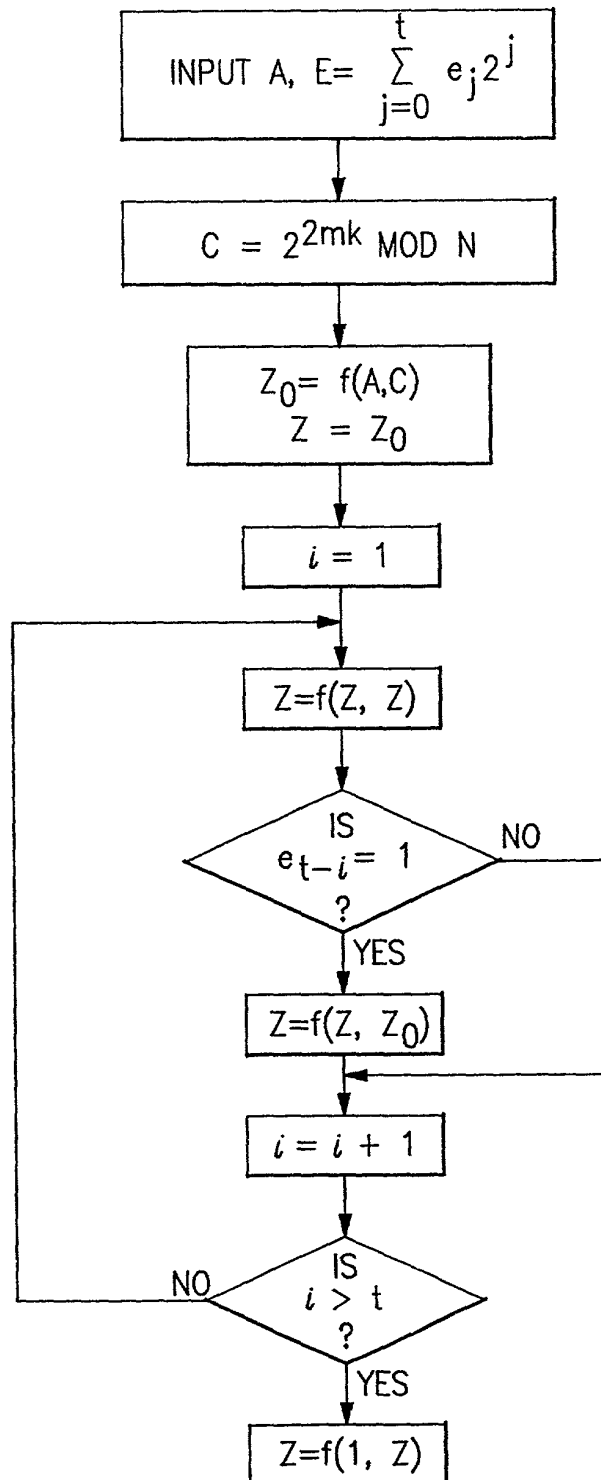 INPUT A, E= t∑j=0 e_j 2^j
C = 2^2mk MOD N
Z_0= f(A,C)
Z = Z_0
i = 1
Z=f(Z, Z)
IS
e_t-i= 1
?
NO
YES
Z=f(Z, Z_0)
i = i + 1
IS
i > t
?
NO
YES
Z=f(1, Z)